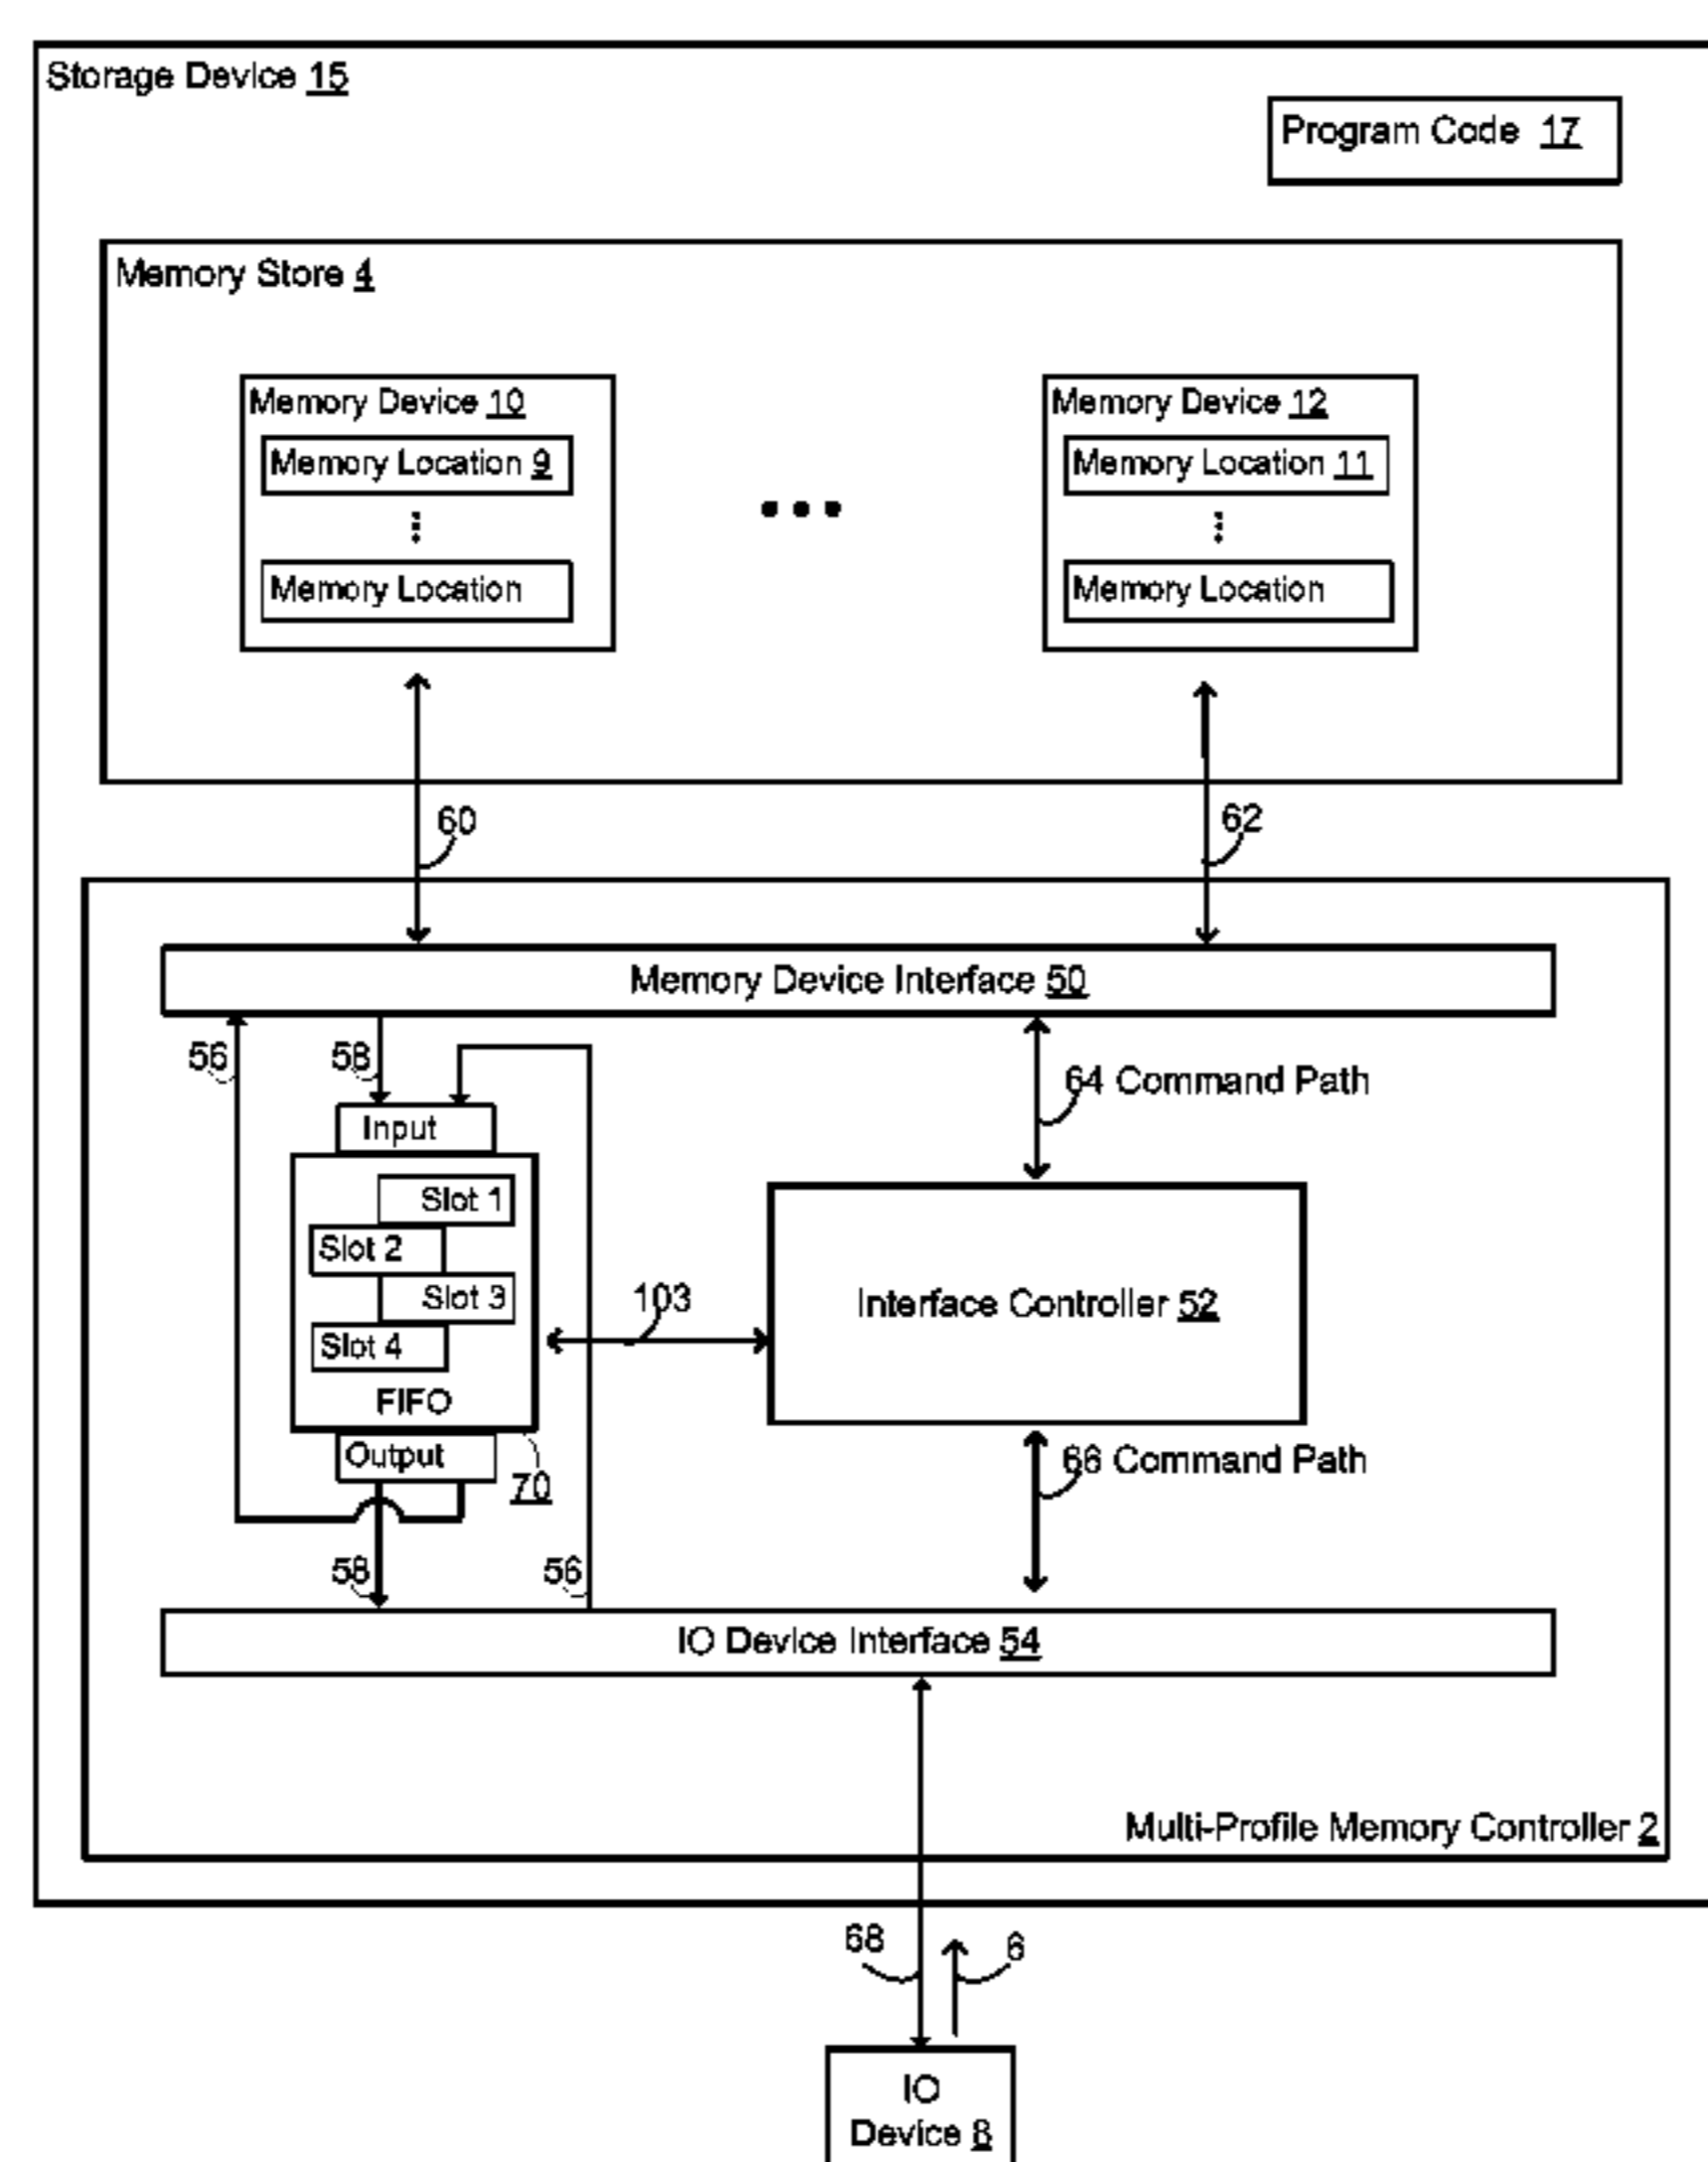 Storage Device 15
Program Code 17
Memory Store 4
Memory Device 10
Memory Location 9
Memory Location
Memory Device 12
Memory Location 11
Memory Location
60
62
Memory Device Interface 50
56
58
64 Command Path
Input
Slot 1
Slot 2
Slot 3
Slot 4
FIFO
Output
70
103
Interface Controller 52
66 Command Path
58
56
IO Device Interface 54
Multi-Profile Memory Controller 2
68
6
IO
Device 8